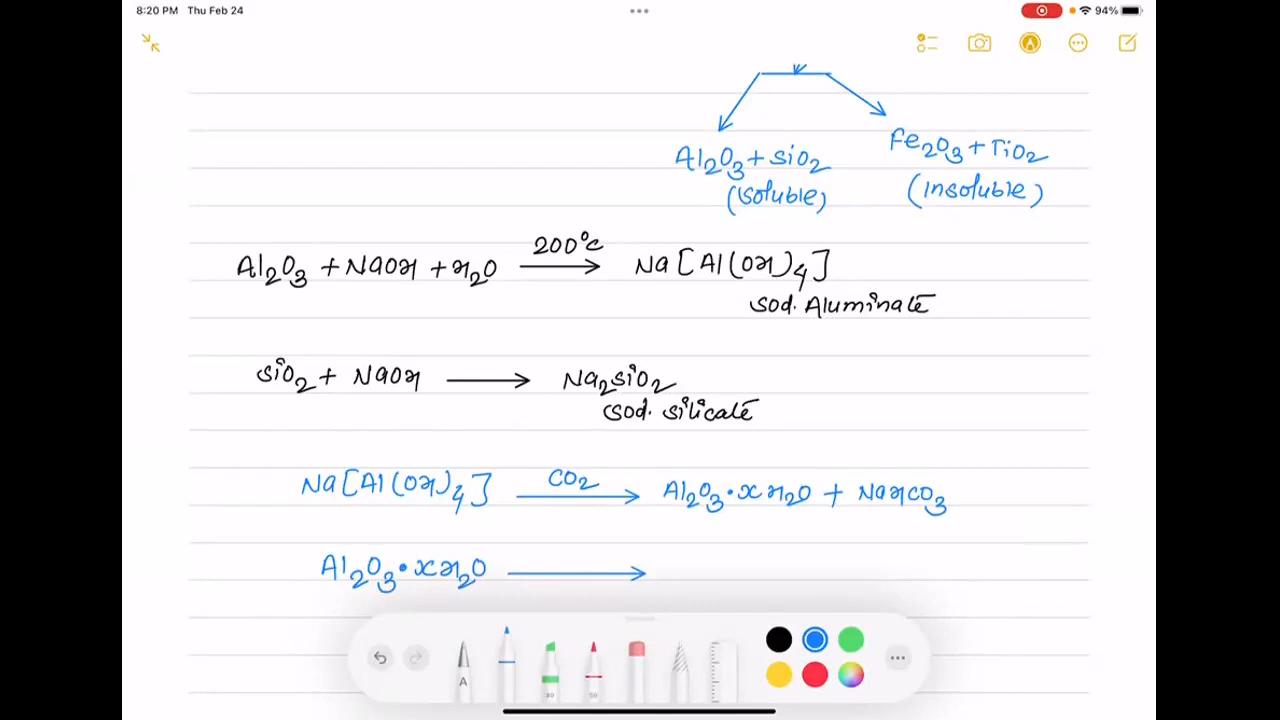 8:20 PM Thu Feb 24
94%
Al₂O₃ + SiO₂
(soluble)
Fe₂O₃ + TiO₂
(Insoluble)
Al₂O₃ + NaOH + H₂O 200°C → Na[Al(OH)₄]
Sod. Aluminate
SiO₂ + NaOH → Na₂SiO₂
Sod. Silicate
Na[Al(OH)₄] CO₂ → Al₂O₃·xH₂O + NaHCO₃
Al₂O₃·xH₂O →
A
80
50